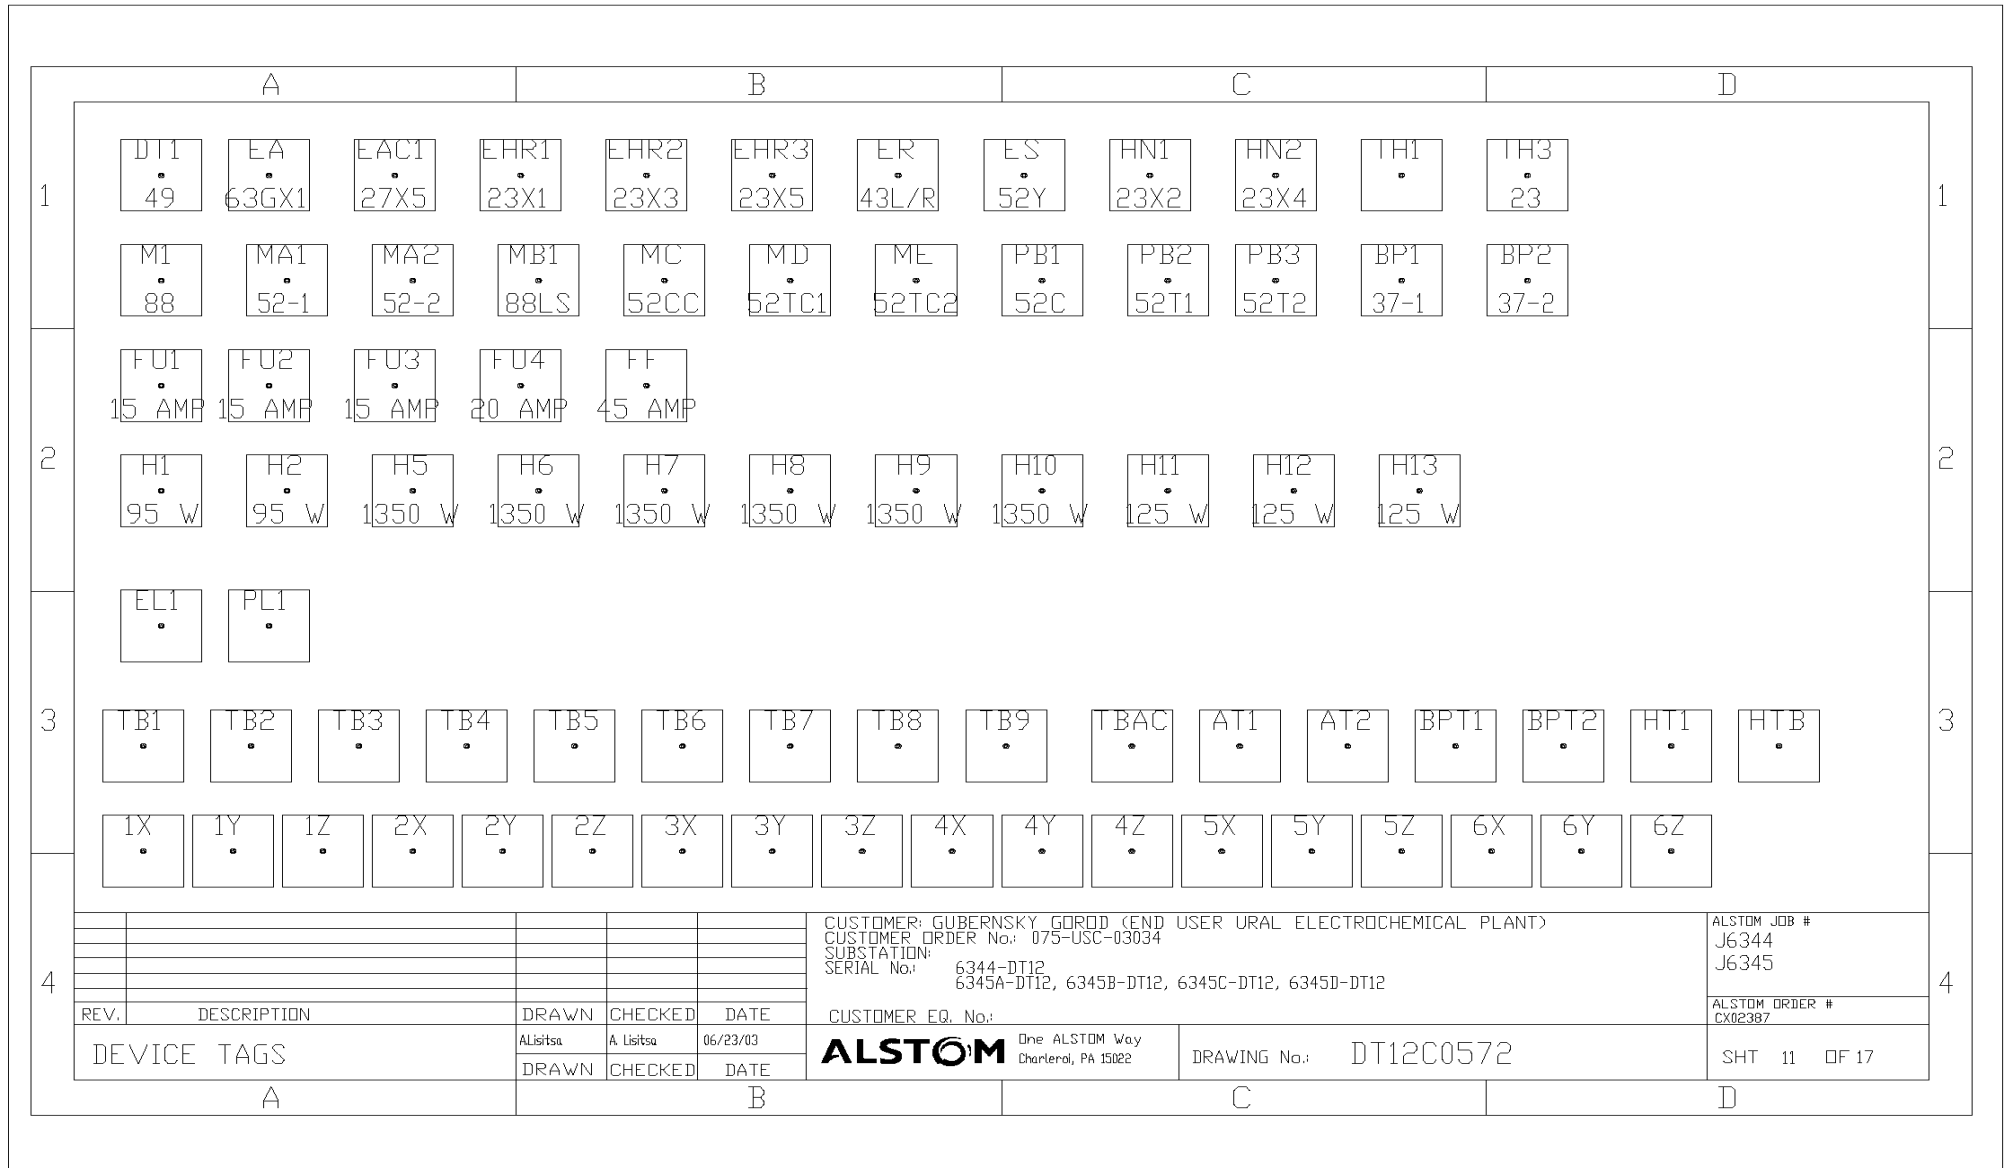 A B C D
1 1
DT1 EA EAC1 EHR1 EHR2 EHR3 ER ES HN1 HN2 TH1 TH3
49 63GX1 27X5 23X1 23X3 23X5 43L/R 52Y 23X2 23X4 23
M1 MA1 MA2 MB1 MC MD ME PB1 PB2 PB3 BP1 BP2
88 52-1 52-2 88LS 52CC 52TC1 52TC2 52C 52T1 52T2 37-1 37-2
FU1 FU2 FU3 FU4 FF
15 AMP 15 AMP 15 AMP 20 AMP 45 AMP
2 2
H1 H2 H5 H6 H7 H8 H9 H10 H11 H12 H13
95 W 95 W 1350 W 1350 W 1350 W 1350 W 1350 W 1350 W 125 W 125 W 125 W
EL1 PL1
3 3
TB1 TB2 TB3 TB4 TB5 TB6 TB7 TB8 TB9 TBAC AT1 AT2 BPT1 BPT2 HT1 HTB
1X 1Y 1Z 2X 2Y 2Z 3X 3Y 3Z 4X 4Y 4Z 5X 5Y 5Z 6X 6Y 6Z
4 4
CUSTOMER: GUBERNSKY GOROD (END USER URAL ELECTROCHEMICAL PLANT)
CUSTOMER ORDER No.: 075-USC-03034
SUBSTATION:
SERIAL No.: 6344-DT12
6345A-DT12, 6345B-DT12, 6345C-DT12, 6345D-DT12
CUSTOMER EQ. No.:
ALSTOM JOB #
J6344
J6345
ALSTOM ORDER #
CX02387
REV. DESCRIPTION DRAWN CHECKED DATE
DEVICE TAGS
ALisitsa A. Lisitsa 06/23/03
DRAWN CHECKED DATE
ALSTOM
One ALSTOM Way
Charleroi, PA 15022
DRAWING No.: DT12C0572
SHT 11 OF 17
A B C D